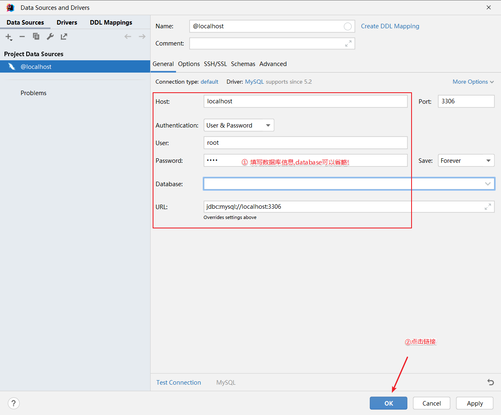 Data Sources and Drivers
Data Sources Drivers DDL Mappings
Project Data Sources
@localhost
Problems
Name: @localhost Create DDL Mapping
Comment:
General Options SSH/SSL Schemas Advanced
Connection type: default Driver: MySQL supports since 5.2 More Options
Host: localhost Port: 3306
Authentication: User & Password
User: root
Password: •••• ① 填写数据库信息,database可以省略! Save: Forever
Database:
URL: jdbc:mysql://localhost:3306
Overrides settings above
②点击链接
Test Connection MySQL
? OK Cancel Apply